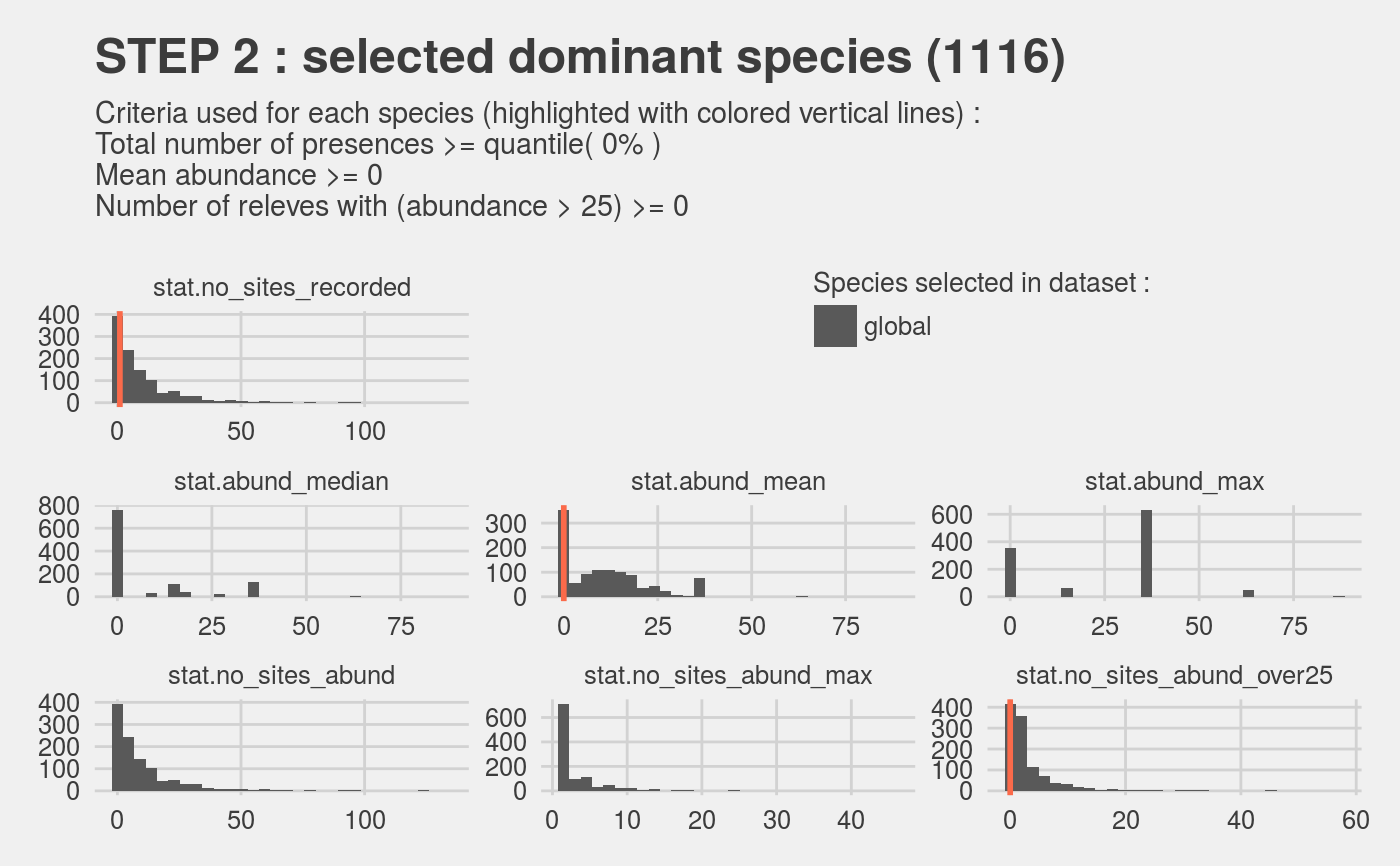 STEP 2 : selected dominant species (1116)
Criteria used for each species (highlighted with colored vertical lines) :
Total number of presences >= quantile( 0% )
Mean abundance >= 0
Number of releves with (abundance > 25) >= 0
stat.no_sites_recorded
400
300
200
100
0
0 50 100
Species selected in dataset :
global
stat.abund_median
800
600
400
200
0
0 25 50 75
stat.abund_mean
300
200
100
0
0 25 50 75
stat.abund_max
600
400
200
0
0 25 50 75
stat.no_sites_abund
400
300
200
100
0
0 50 100
stat.no_sites_abund_max
600
400
200
0
0 10 20 30 40
stat.no_sites_abund_over25
400
300
200
100
0
0 20 40 60